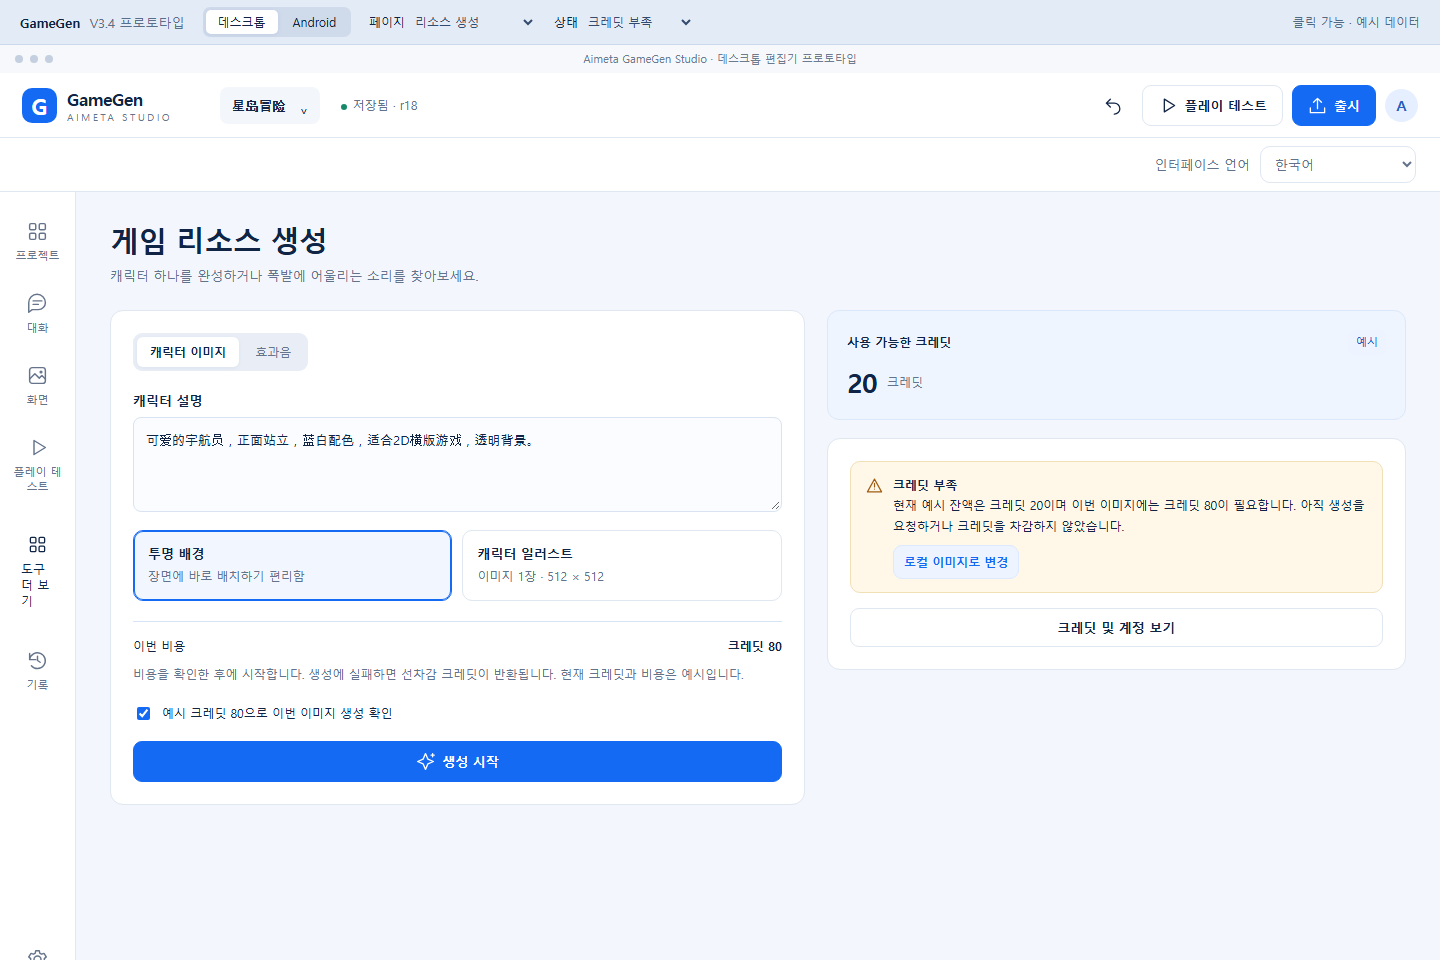 GameGen V3.4 프로토타입 데스크톱 Android 페이지 리소스 생성 상태 크레딧 부족 클릭 가능 · 예시 데이터
Aimeta GameGen Studio · 데스크톱 편집기 프로토타입
G GameGen
AIMETA STUDIO
星岛冒险
저장됨 · r18
플레이 테스트
출시
A
인터페이스 언어 한국어
프로젝트
대화
화면
플레이 테
스트
도구
더 보
기
기록
게임 리소스 생성
캐릭터 하나를 완성하거나 폭발에 어울리는 소리를 찾아보세요.
캐릭터 이미지 효과음
캐릭터 설명
可爱的宇航员，正面站立，蓝白配色，适合2D横版游戏，透明背景。
투명 배경
장면에 바로 배치하기 편리함
캐릭터 일러스트
이미지 1장 · 512 × 512
이번 비용 크레딧 80
비용을 확인한 후에 시작합니다. 생성에 실패하면 선차감 크레딧이 반환됩니다. 현재 크레딧과 비용은 예시입니다.
예시 크레딧 80으로 이번 이미지 생성 확인
생성 시작
사용 가능한 크레딧 예시
20 크레딧
크레딧 부족
현재 예시 잔액은 크레딧 20이며 이번 이미지에는 크레딧 80이 필요합니다. 아직 생성을
요청하거나 크레딧을 차감하지 않았습니다.
로컬 이미지로 변경
크레딧 및 계정 보기